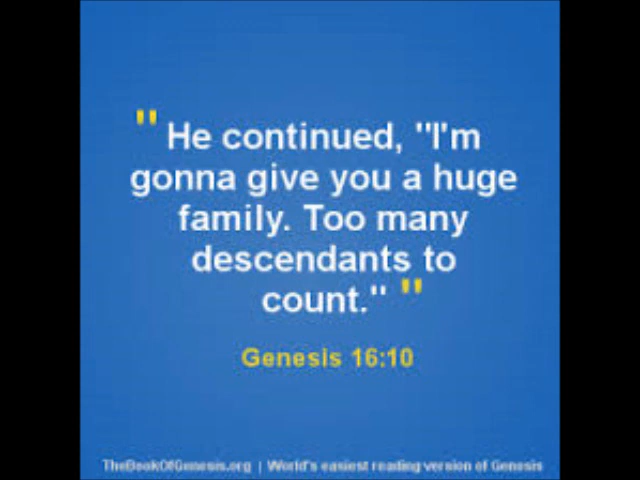 " He continued, "I'm
gonna give you a huge
family. Too many
descendants to
count." "
Genesis 16:10
TheBookOfGenesis.org | World's easiest reading version of Genesis